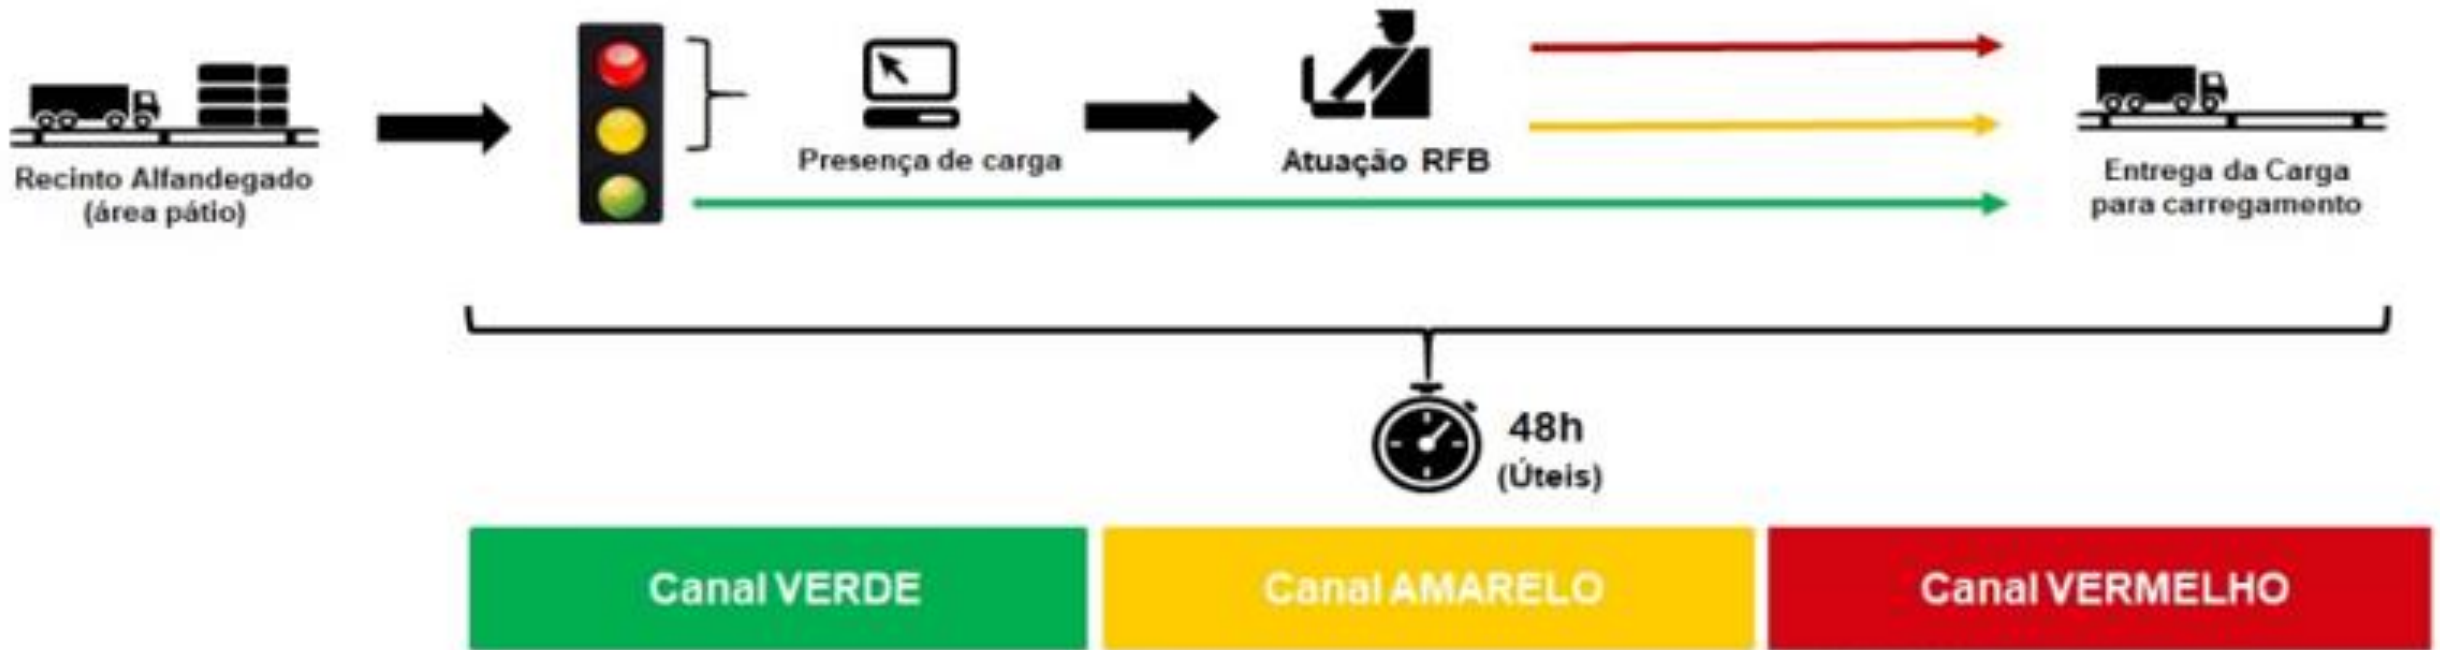 Recinto Alfandegado
(área pátio)
Presença de carga
Atuação RFB
Entrega da Carga
para carregamento
48h
(Úteis)
Canal VERDE
Canal AMARELO
Canal VERMELHO